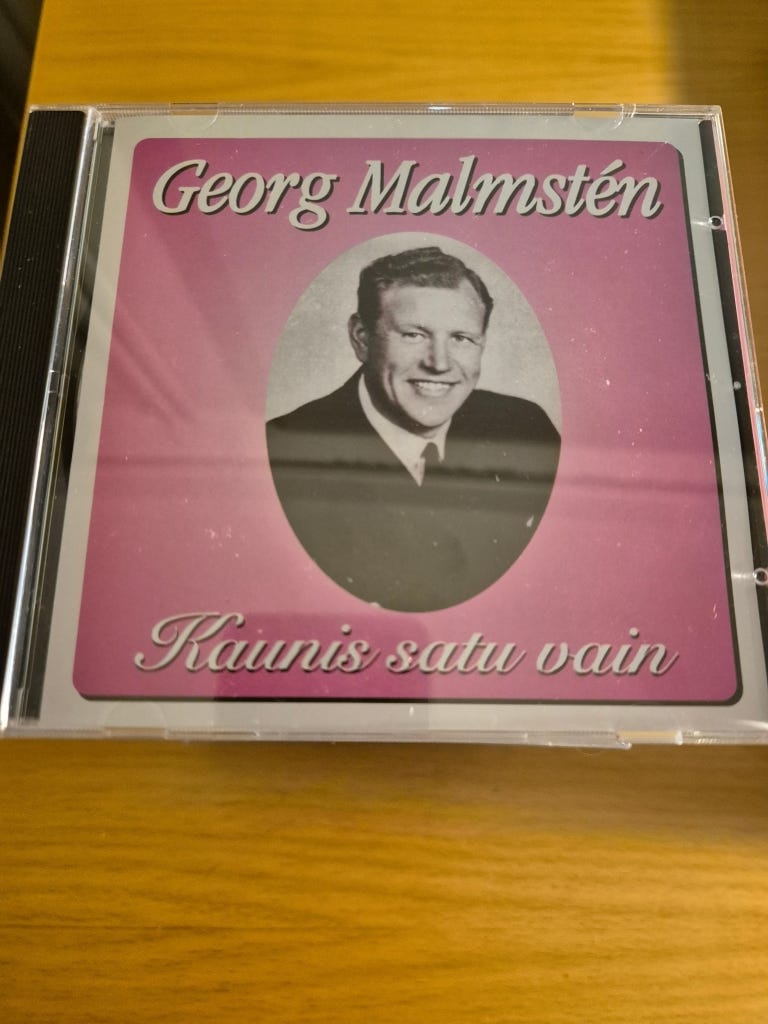 Georg Malmstén
Kaunis satu vain